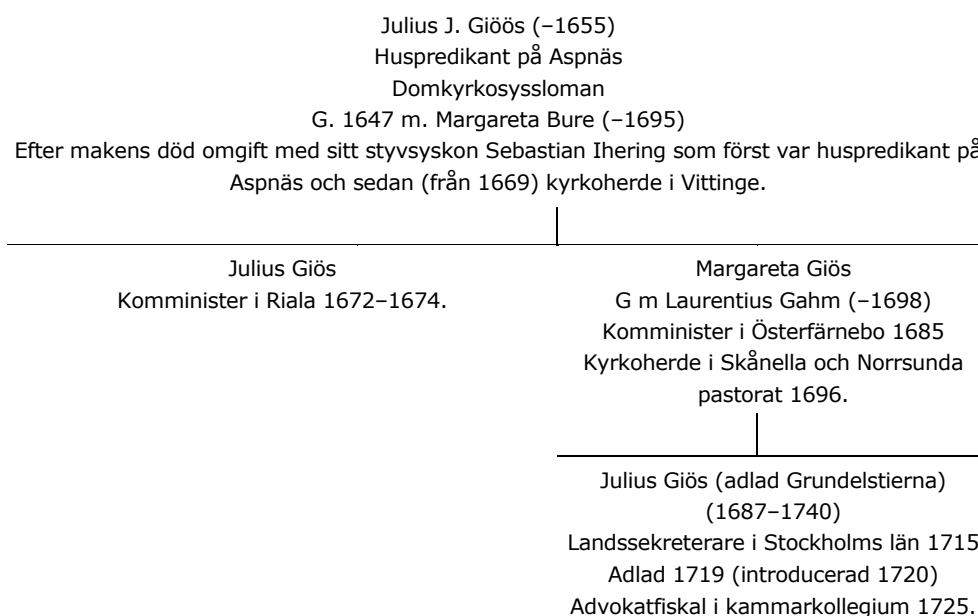 Julius J. Giöös (–1655)
Huspredikant på Aspnäs
Domkyrkosyssloman
G. 1647 m. Margareta Bure (–1695)
Efter makens död omgift med sitt styvsyskon Sebastian Ihering som först var huspredikant på
Aspnäs och sedan (från 1669) kyrkoherde i Vittinge.
Julius Giös
Komminister i Riala 1672–1674.
Margareta Giös
G m Laurentius Gahm (–1698)
Komminister i Österfärnebo 1685
Kyrkoherde i Skånella och Norrsunda
pastorat 1696.
Julius Giös (adlad Grundelstierna)
(1687–1740)
Landssekreterare i Stockholms län 1715
Adlad 1719 (introducerad 1720)
Advokatfiskal i kammarkollegium 1725.